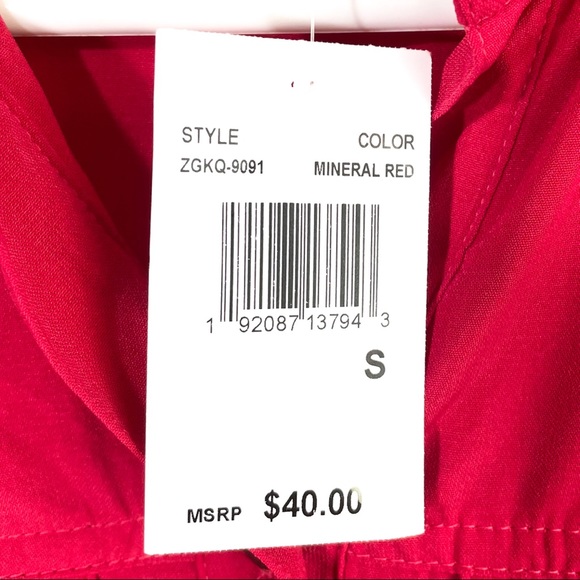 STYLE COLOR
ZGKQ-9091 MINERAL RED
1 92087 13794 3
S
MSRP $40.00